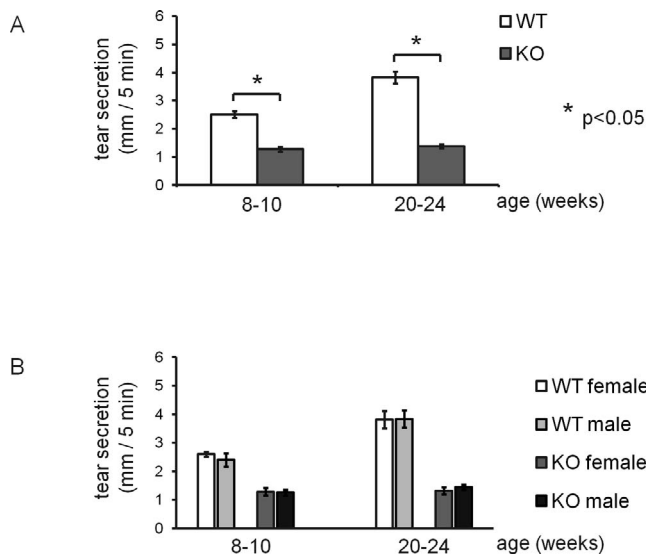 A
tear secretion
(mm / 5 min)
6
5
4
3
2
1
0
*
*
WT
KO
* p<0.05
8-10
20-24
age (weeks)
B
tear secretion
(mm / 5 min)
6
5
4
3
2
1
0
WT female
WT male
KO female
KO male
8-10
20-24
age (weeks)